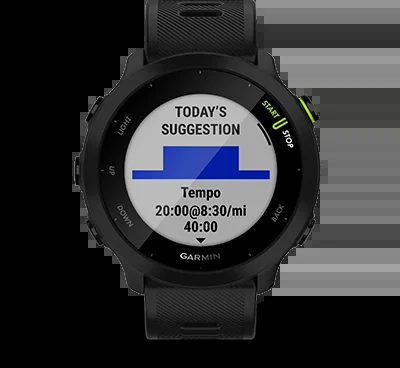 LIGHT
START
STOP
UP
DOWN
BACK
TODAY'S
SUGGESTION
Tempo
20:00@8:30/mi
40:00
GARMIN